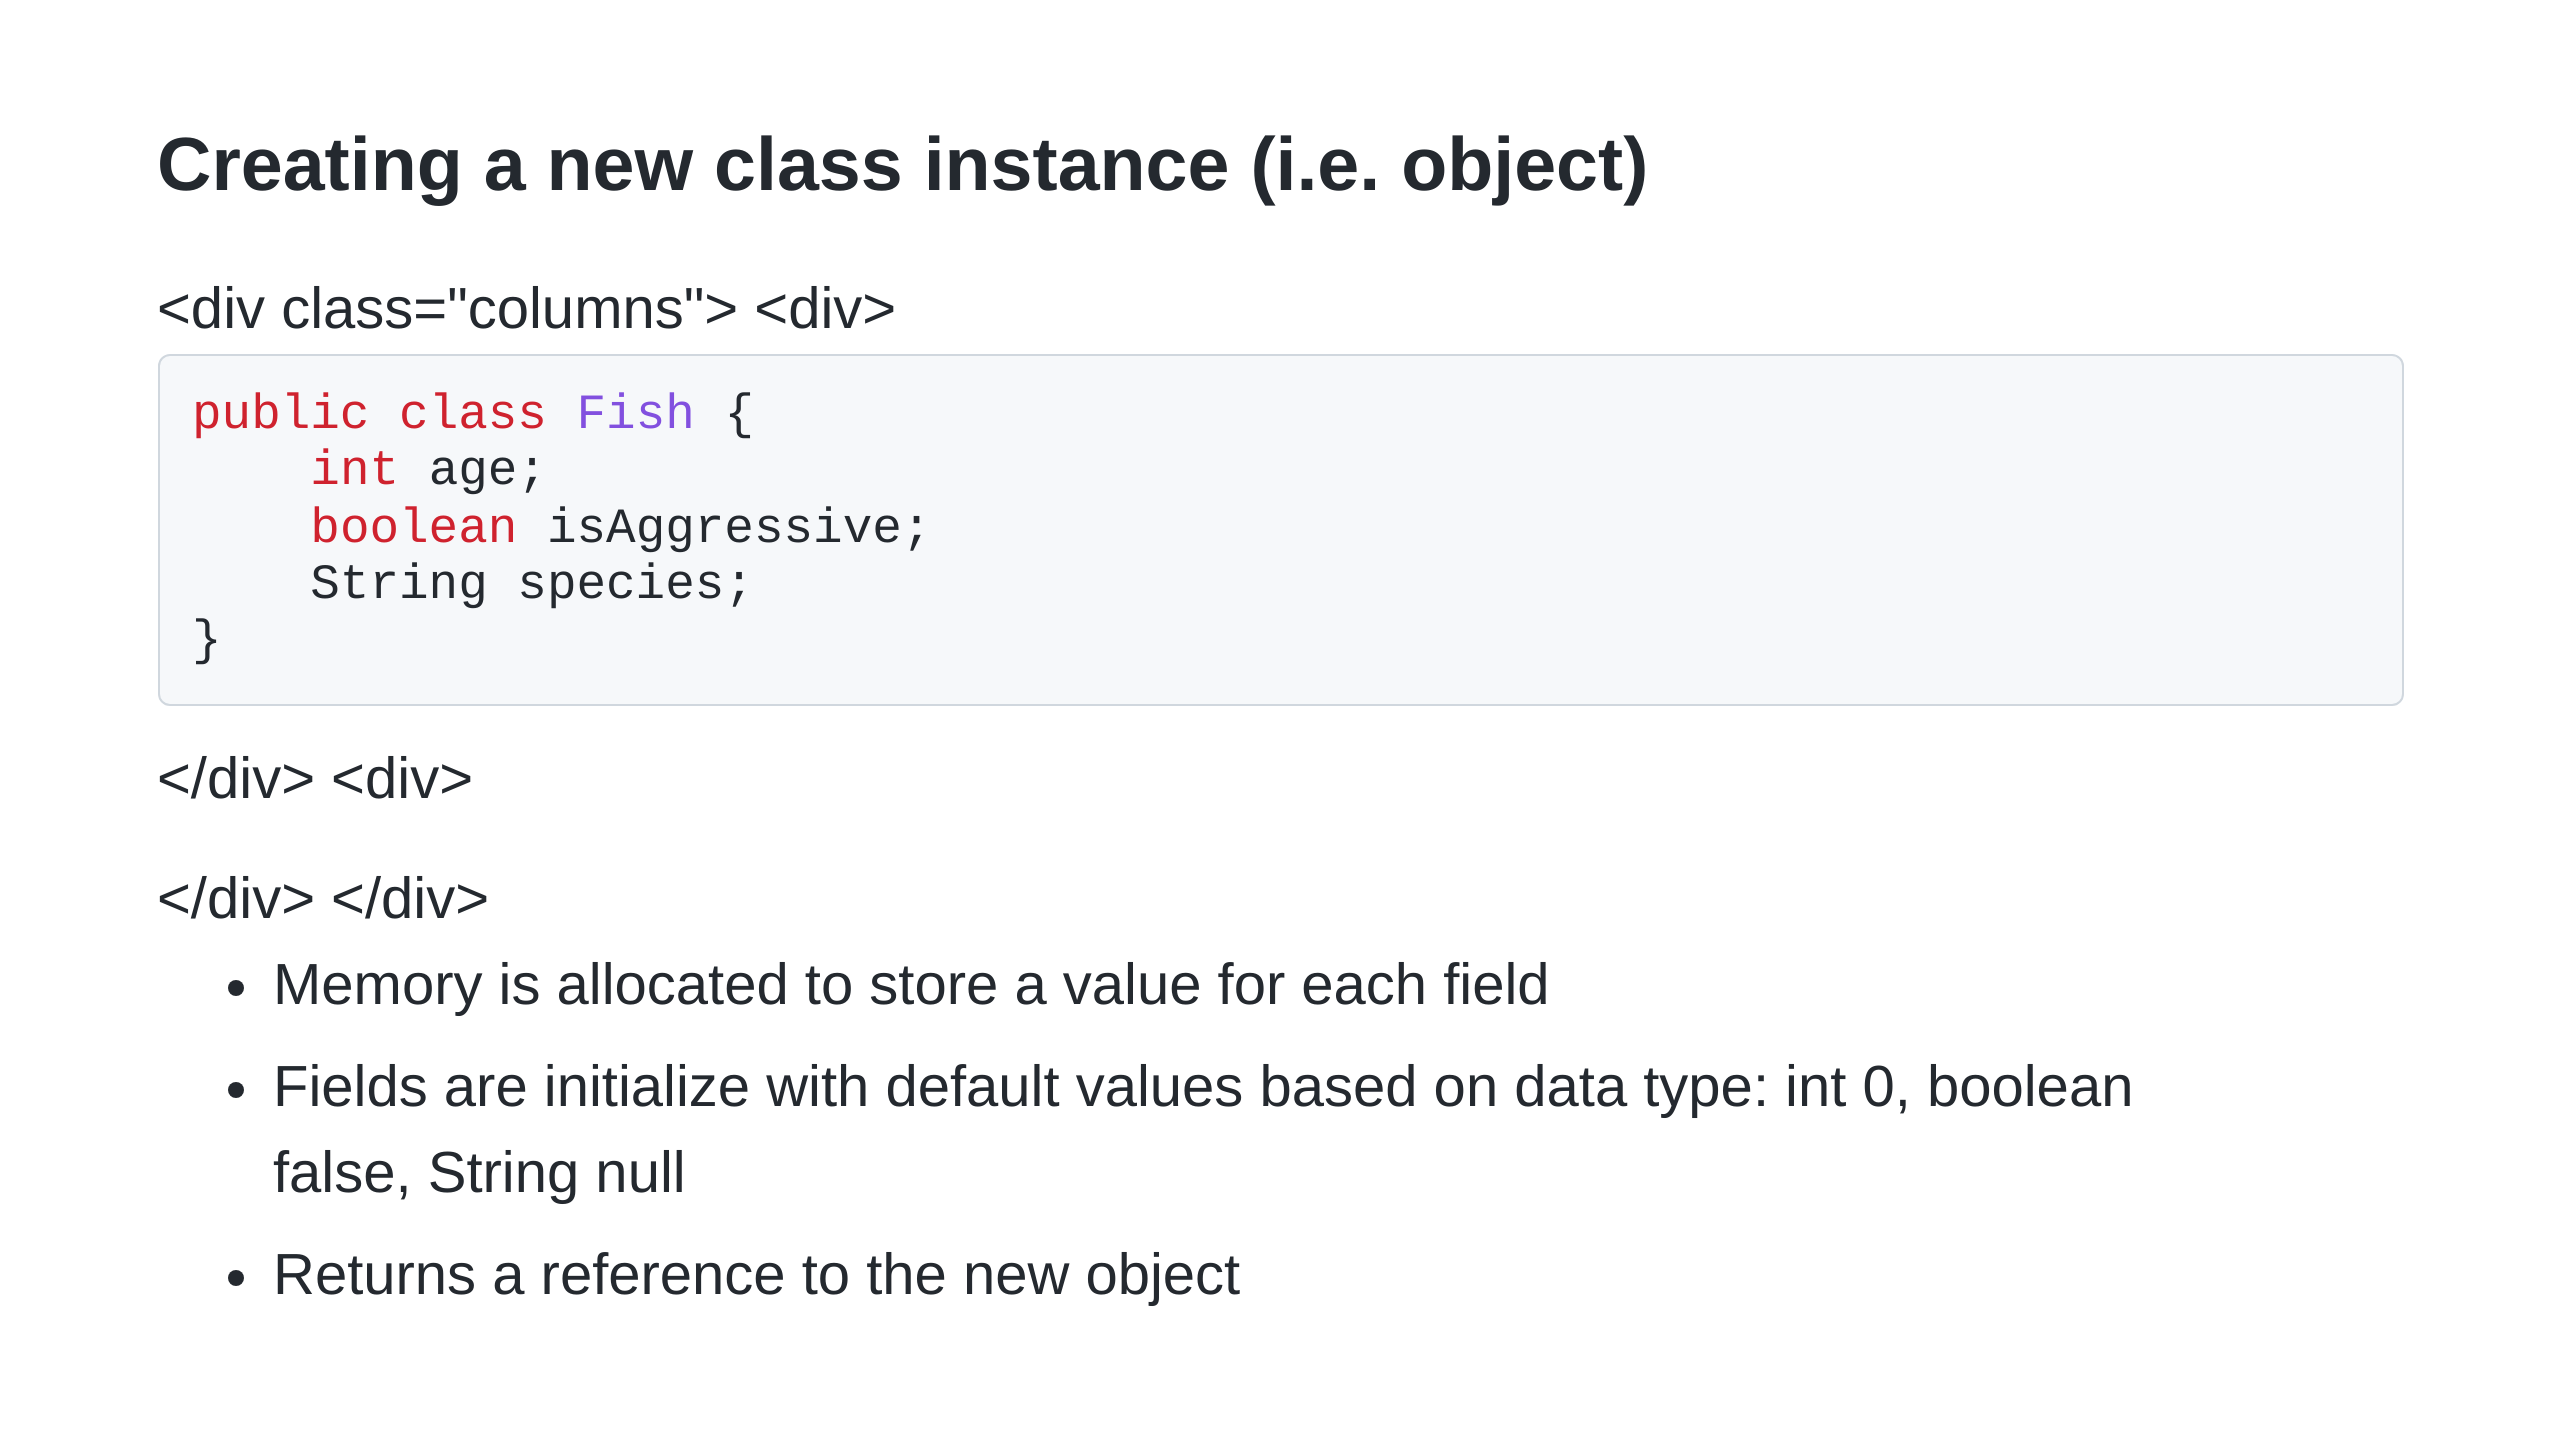 Creating a new class instance (i.e. object)
<div class="columns"> <div>
public class Fish {
    int age;
    boolean isAggressive;
    String species;
}
</div> <div>
</div> </div>
• Memory is allocated to store a value for each field
• Fields are initialize with default values based on data type: int 0, boolean
false, String null
• Returns a reference to the new object